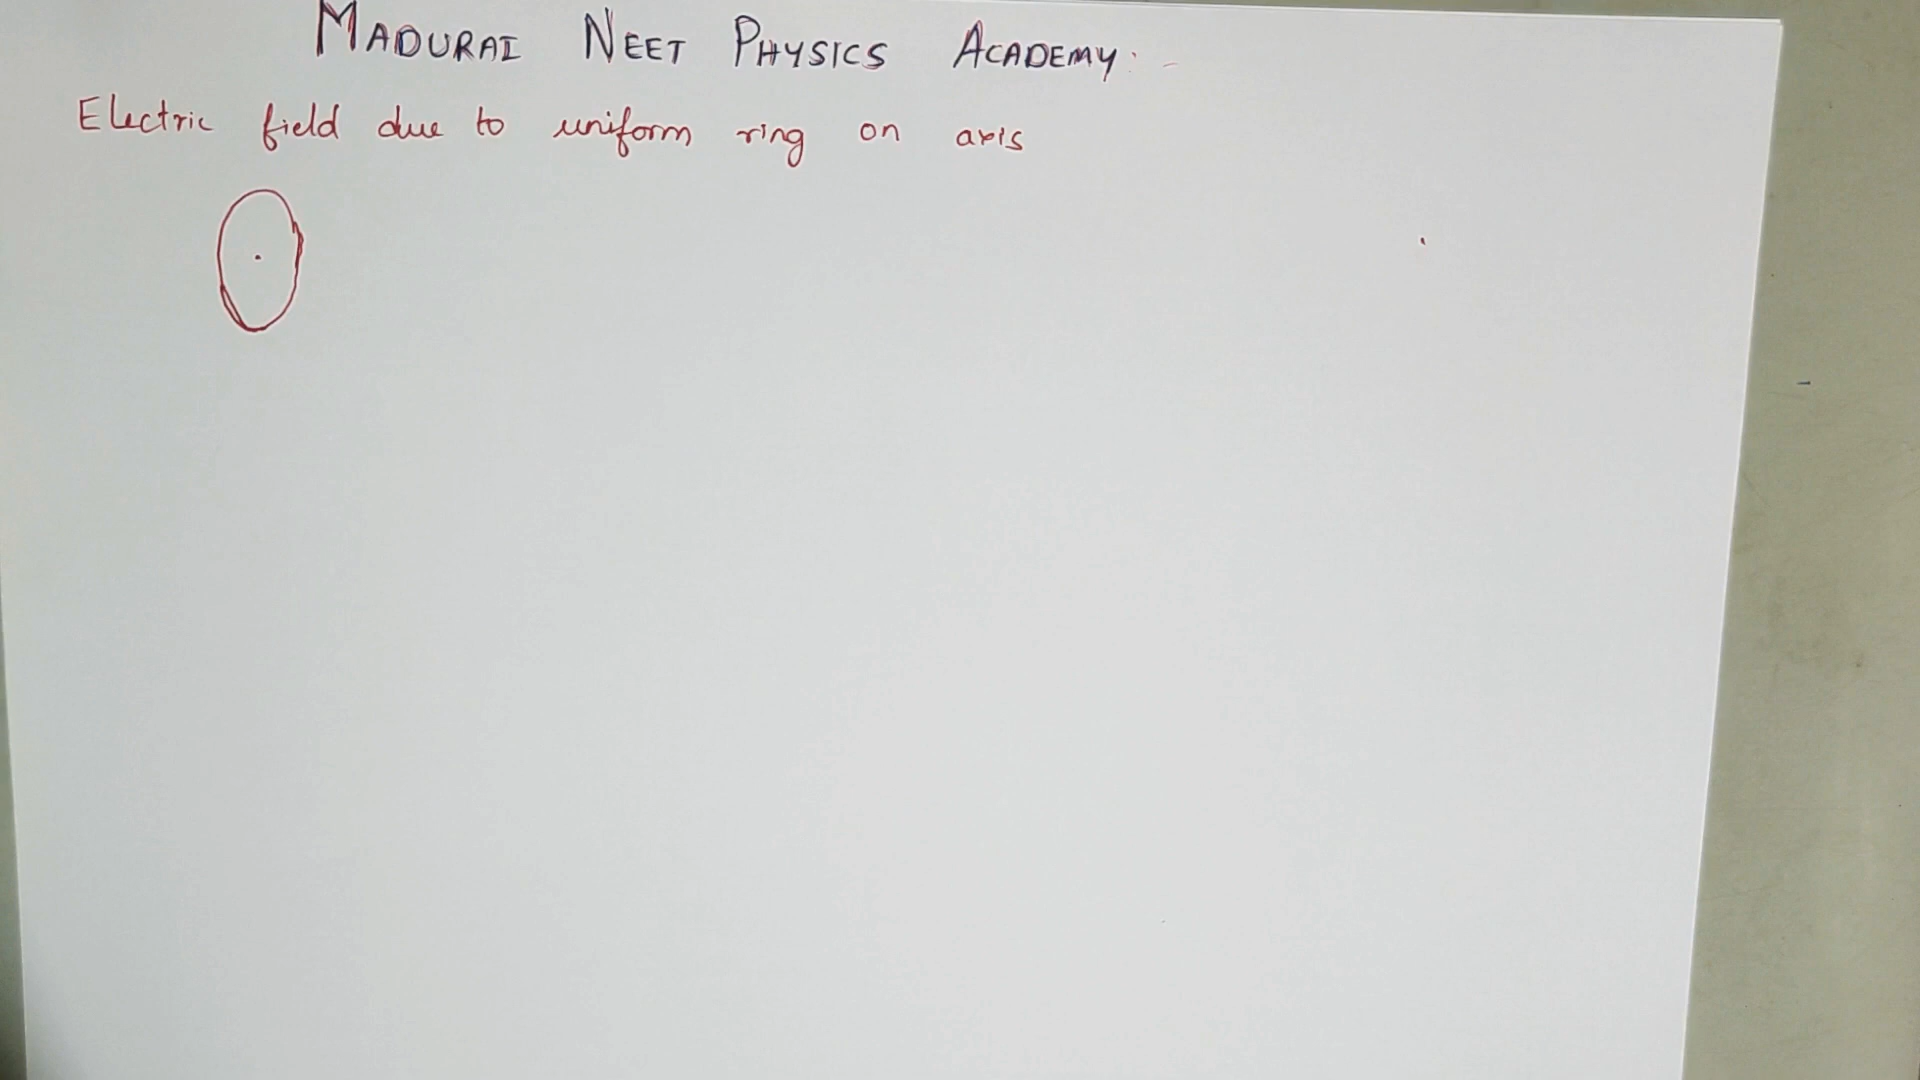 MADURAI NEET PHYSICS ACADEMY
Electric field due to uniform ring on axis